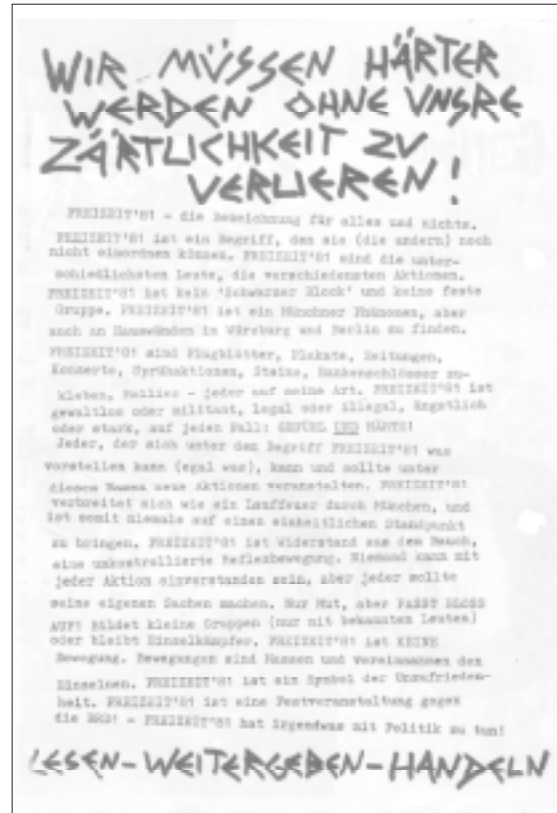 WIR MÜSSEN HÄRTER
WERDEN OHNE UNSRE
ZÄRTLICHKEIT ZU
VERLIEREN!
FREIZEIT'81 - die Bezeichnung für alles und nichts.
FREIZEIT'81 ist ein Begriff, den sie (die andern) noch
nicht einordnen können. FREIZEIT'81 sind die unter-
schiedlichsten Leute, die verschiedensten Aktionen.
FREIZEIT'81 ist kein 'Schwarzer Block' und keine feste
Gruppe. FREIZEIT'81 ist ein Münchner Phänomen, aber
auch an Hauswänden in Würzburg und Berlin zu finden.
FREIZEIT'81 sind Flugblätter, Plakate, Zeitungen,
Konzerte, Sprühaktionen, Steine, Bankenschlösser zu-
kleben, Mollies - jeder auf seine Art. FREIZEIT'81 ist
gewaltlos oder militant, legal oder illegal, ängstlich
oder stark, auf jeden Fall: GEFÜHL UND HÄRTE!
Jeder, der sich unter dem Begriff FREIZEIT'81 was
vorstellen kann (egal was), kann und sollte unter
diesem Namen neue Aktionen veranstalten. FREIZEIT'81
verbreitet sich wie ein Lauffeuer durch München, und
ist somit niemals auf einen einheitlichen Standpunkt
zu bringen. FREIZEIT'81 ist Widerstand aus dem Bauch,
eine unkontrollierte Reflexbewegung. Niemand kann mit
jeder Aktion einverstanden sein, aber jeder sollte
seine eigenen Sachen machen. Nur Mut, aber PASST BLOSS
AUF! Bildet kleine Gruppen (nur mit bekannten Leuten)
oder bleibt Einzelkämpfer. FREIZEIT'81 ist KEINE
Bewegung. Bewegungen sind Massen und vereinnahmen den
Einzelnen. FREIZEIT'81 ist ein Symbol der Unzufrieden-
heit. FREIZEIT'81 ist eine Festveranstaltung gegen
die BRD! - FREIZEIT'81 hat irgendwas mit Politik zu tun!
LESEN-WEITERGEBEN-HANDELN